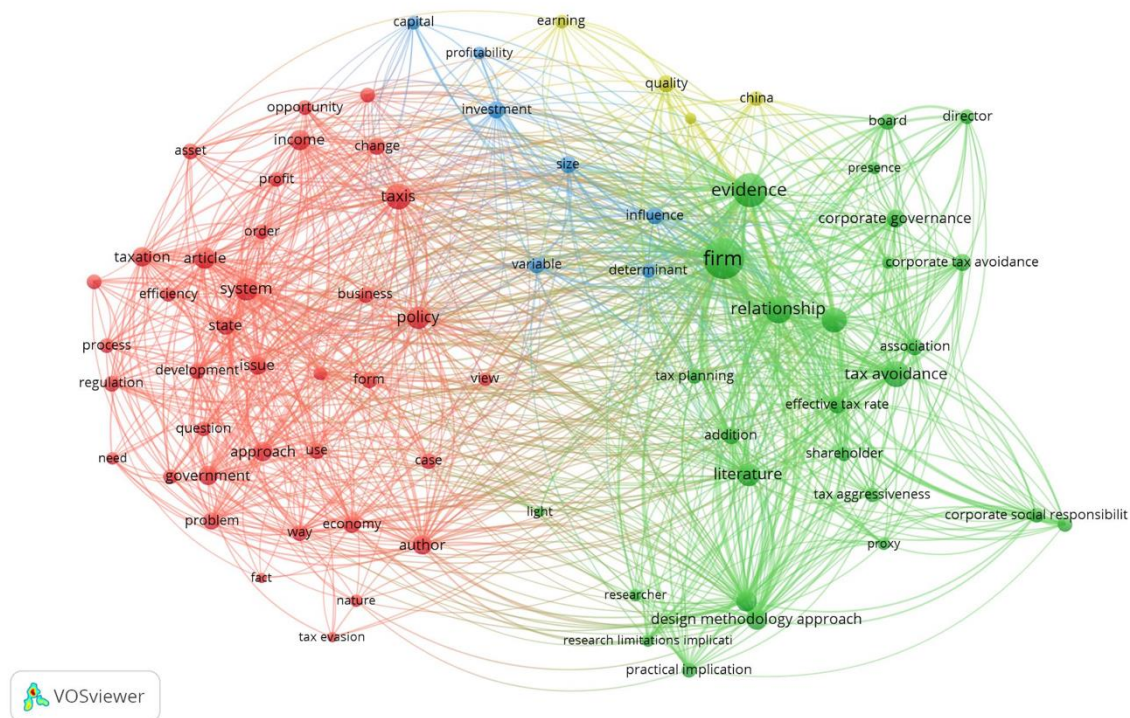 capital
earning
profitability
quality
china
opportunity
investment
board
director
income
change
asset
size
presence
profit
taxis
evidence
influence
corporate governance
order
taxation
article
variable
determinant
firm
corporate tax avoidance
efficiency
system
business
relationship
state
policy
process
association
regulation
development
issue
form
view
tax planning
tax avoidance
effective tax rate
question
addition
need
approach
use
case
shareholder
government
literature
tax aggressiveness
problem
way
economy
light
corporate social responsibilit
author
proxy
fact
nature
researcher
design methodology approach
tax evasion
research limitations implicati
practical implication
VOSviewer